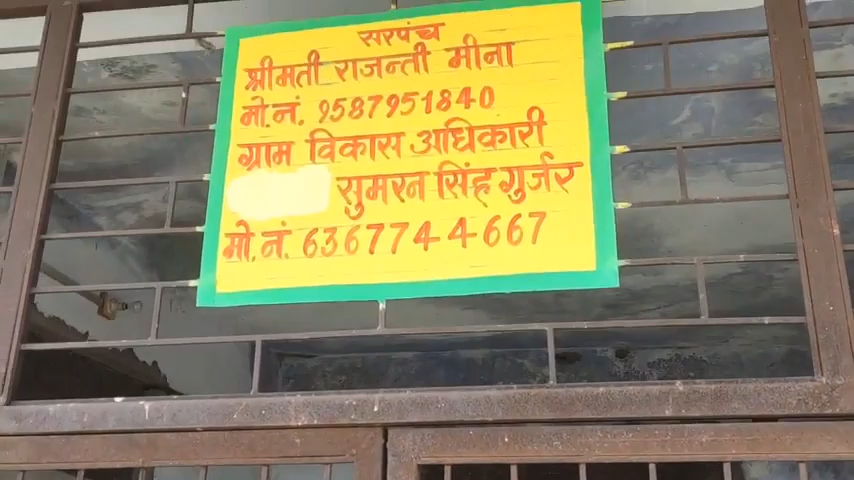 सरपंच
श्रीमती राजन्ती मीना
मो.नं. 9587951840
ग्राम विकास अधिकारी
सुमरन सिंह गुर्जर
मो.नं. 6367744667